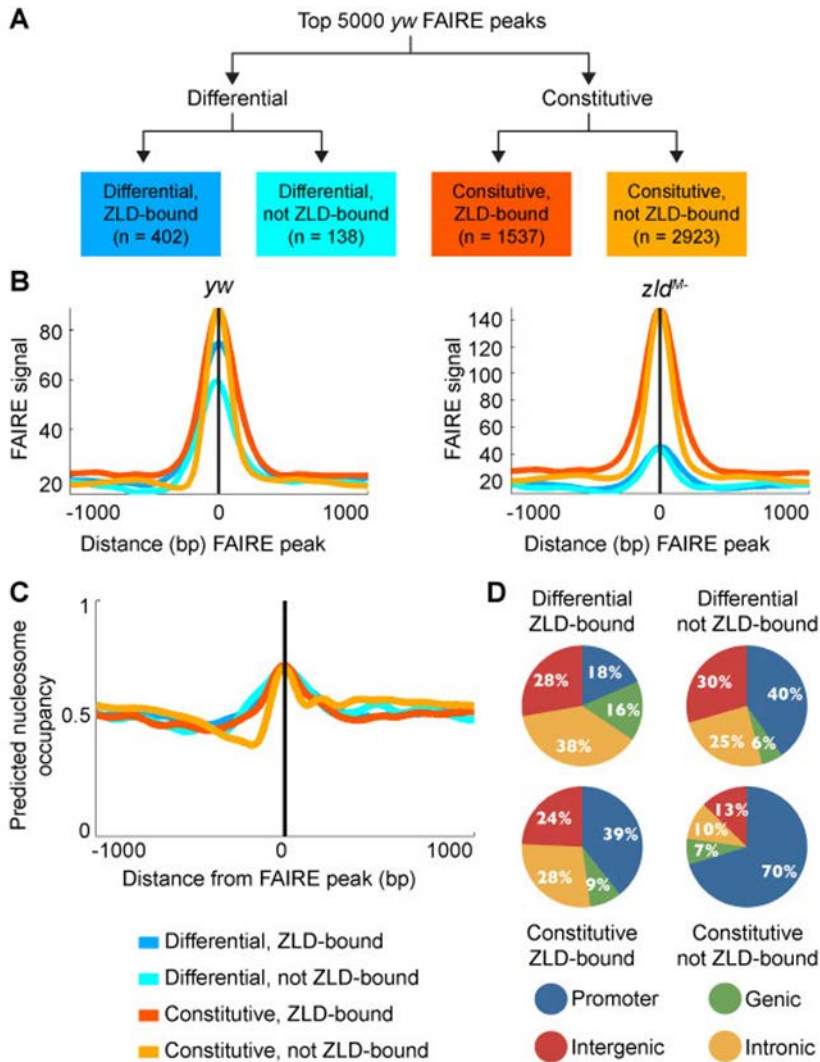 A
Top 5000 yw FAIRE peaks
Differential
Constitutive
Differential,
ZLD-bound
(n = 402)
Differential,
not ZLD-bound
(n = 138)
Consitutive,
ZLD-bound
(n = 1537)
Consitutive,
not ZLD-bound
(n = 2923)
B
yw
FAIRE signal
80
60
40
20
-1000 0 1000
Distance (bp) FAIRE peak
zldM-
FAIRE signal
140
120
100
80
60
40
20
-1000 0 1000
Distance (bp) FAIRE peak
C
Predicted nucleosome
occupancy
1
0.5
0
-1000 0 1000
Distance from FAIRE peak (bp)
Differential, ZLD-bound
Differential, not ZLD-bound
Constitutive, ZLD-bound
Constitutive, not ZLD-bound
D
Differential
ZLD-bound
18%
16%
38%
28%
Differential
not ZLD-bound
40%
6%
25%
30%
39%
9%
28%
24%
Constitutive
ZLD-bound
70%
7%
10%
13%
Constitutive
not ZLD-bound
Promoter
Genic
Intergenic
Intronic